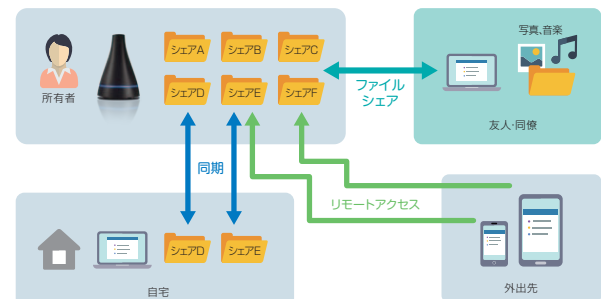 所有者
シェアA
シェアB
シェアC
シェアD
シェアE
シェアF
ファイル
シェア
写真、音楽
友人・同僚
同期
リモートアクセス
シェアD
シェアE
自宅
外出先